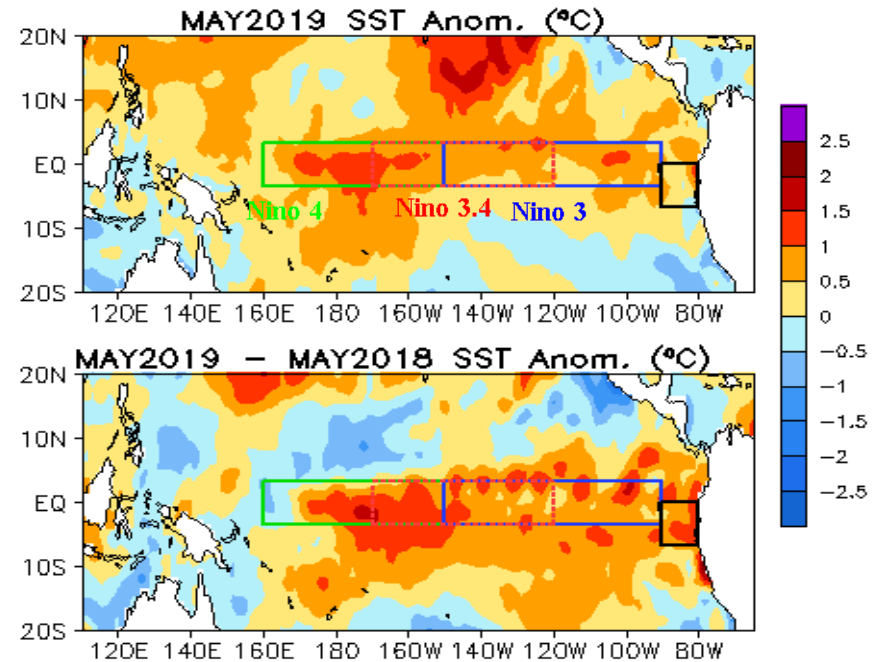 MAY2019 SST Anom. (°C)
20N
10N
EQ
10S
20S
Nino 4
Nino 3.4
Nino 3
120E 140E 160E 180 160W 140W 120W 100W 80W
MAY2019 – MAY2018 SST Anom. (°C)
20N
10N
EQ
10S
20S
120E 140E 160E 180 160W 140W 120W 100W 80W
2.5
2
1.5
1
0.5
0
−0.5
−1
−1.5
−2
−2.5